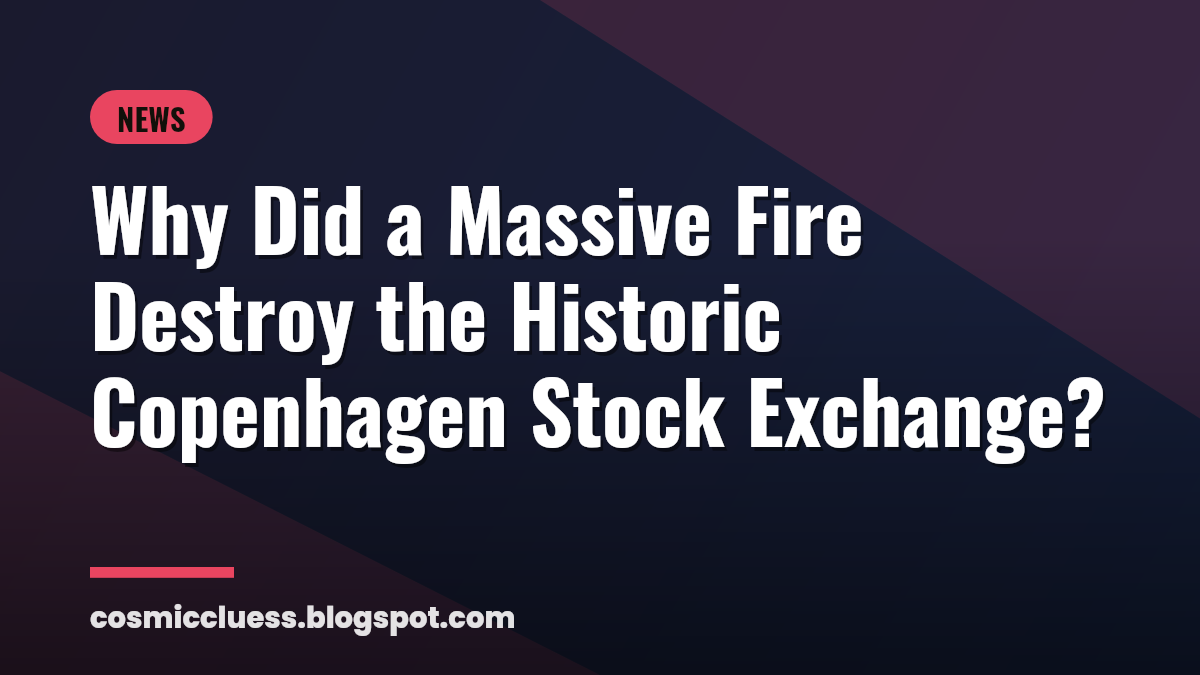 NEWS
Why Did a Massive Fire
Destroy the Historic
Copenhagen Stock Exchange?
cosmiccluess.blogspot.com